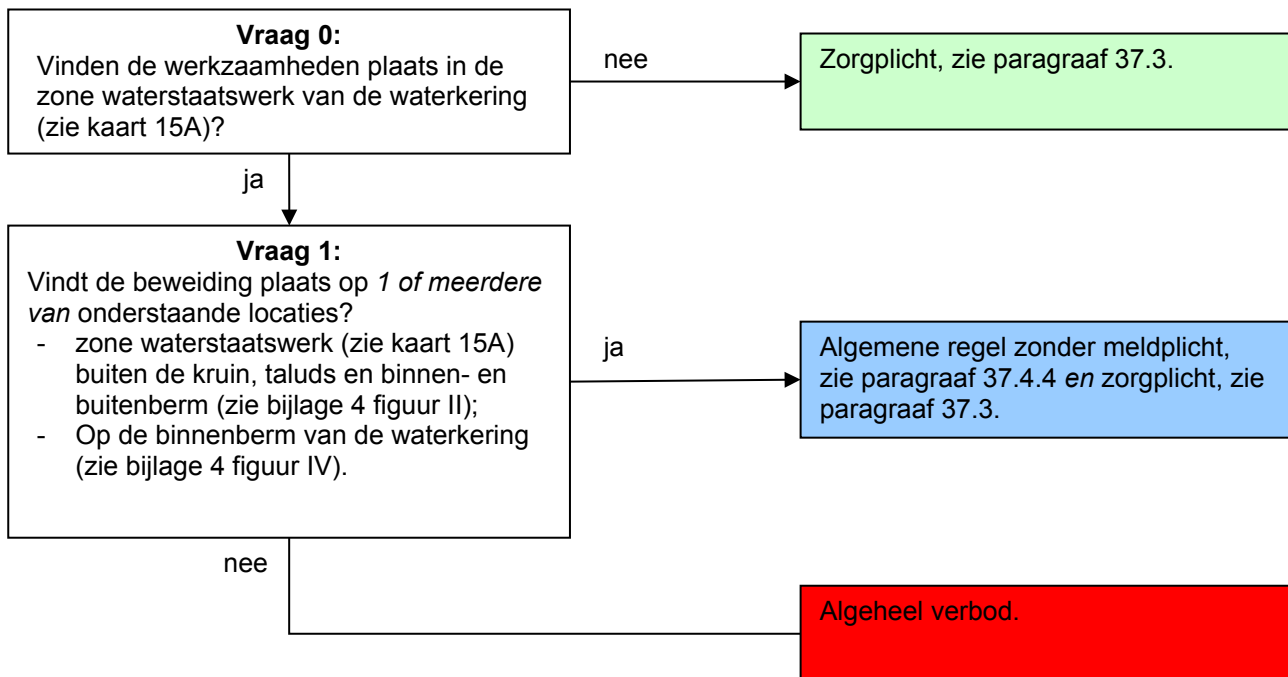 Vraag 0:
Vinden de werkzaamheden plaats in de
zone waterstaatswerk van de waterkering
(zie kaart 15A)?
nee
Zorgplicht, zie paragraaf 37.3.
ja
Vraag 1:
Vindt de beweiding plaats op 1 of meerdere
van onderstaande locaties?
- zone waterstaatswerk (zie kaart 15A)
buiten de kruin, taluds en binnen- en
buitenberm (zie bijlage 4 figuur II);
- Op de binnenberm van de waterkering
(zie bijlage 4 figuur IV).
ja
Algemene regel zonder meldplicht,
zie paragraaf 37.4.4 en zorgplicht, zie
paragraaf 37.3.
nee
Algeheel verbod.